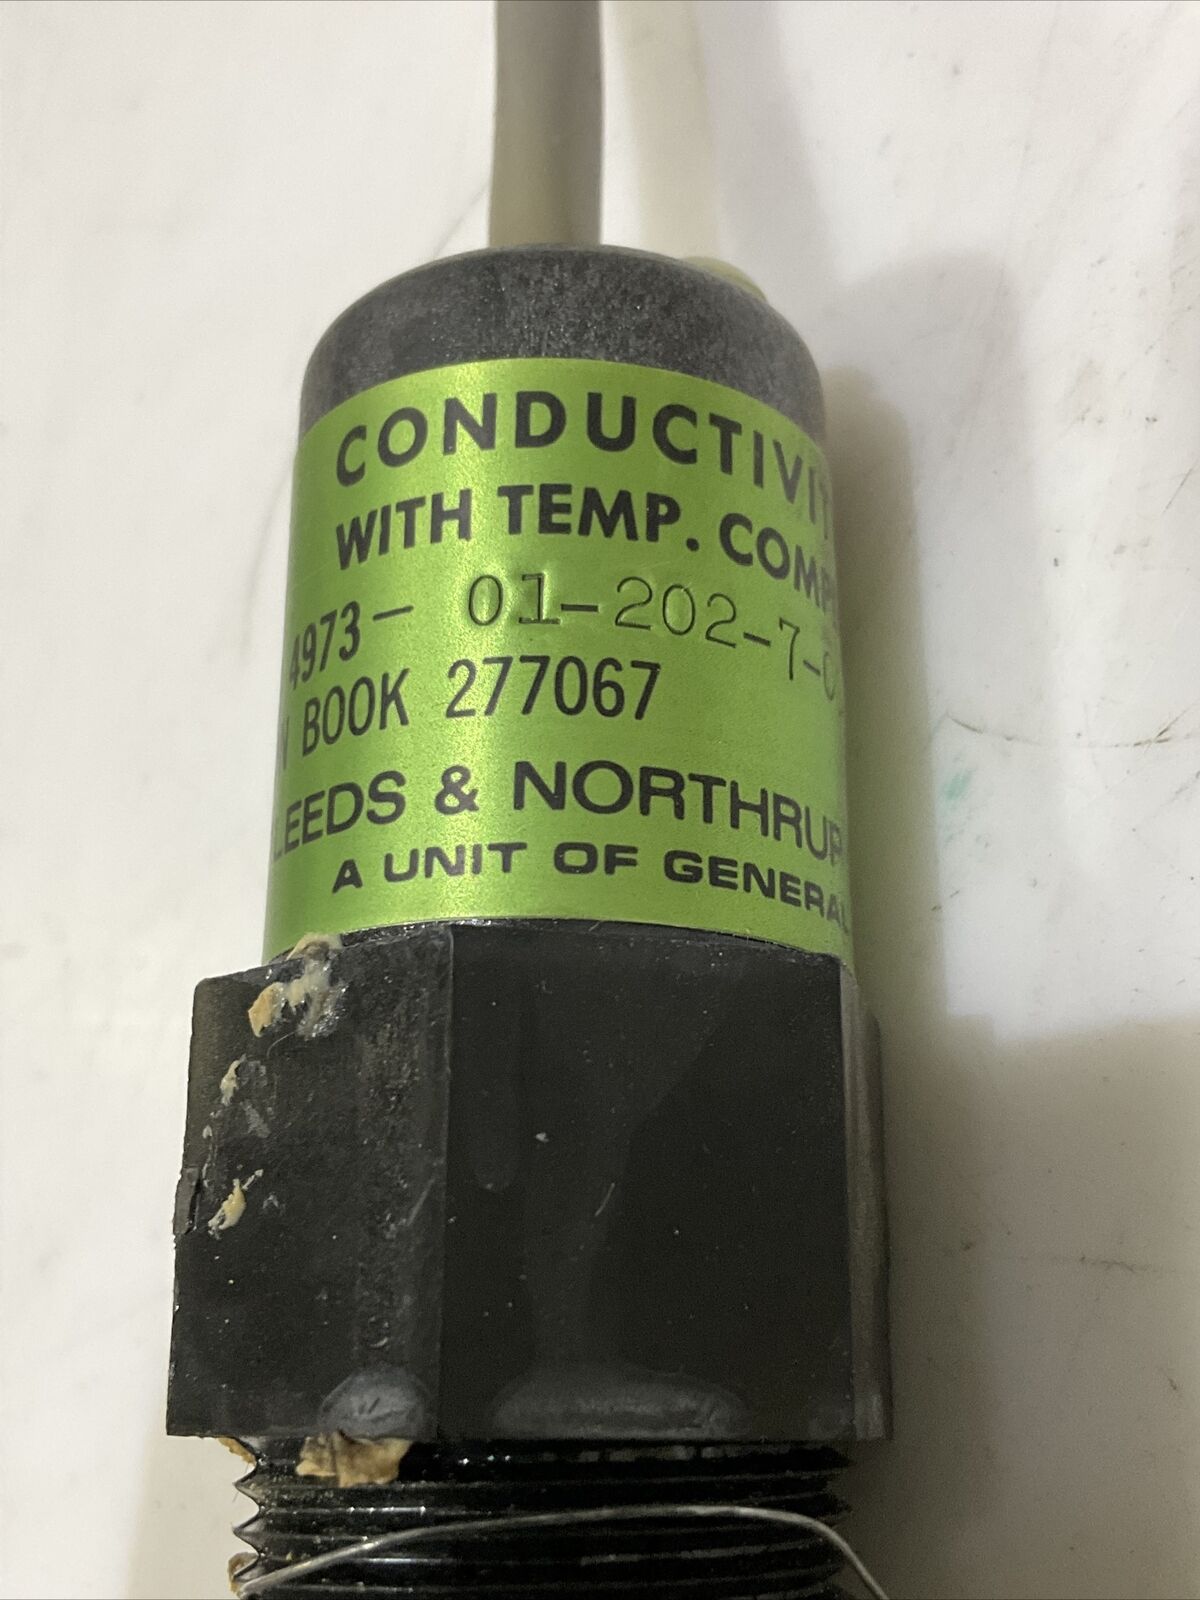 CONDUCTIVIT
WITH TEMP. COMP
4973- 01-202-7-0
BOOK 277067
LEEDS & NORTHRUP
A UNIT OF GENERAL